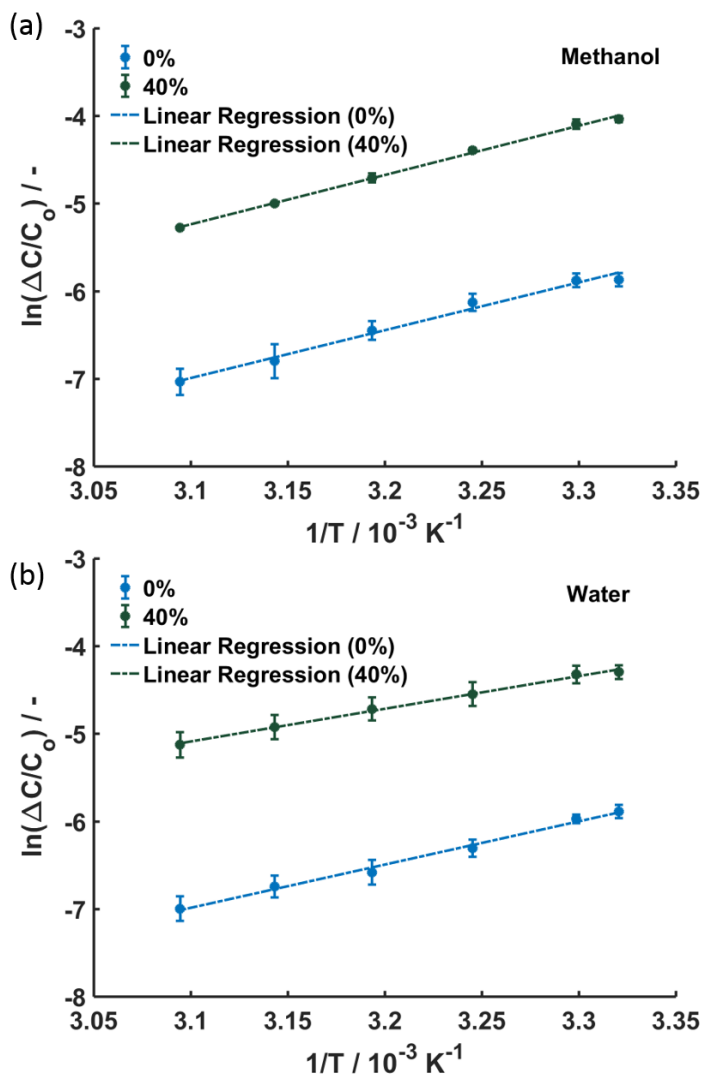 (a)
-3
0%
Methanol
40%
-4
Linear Regression (0%)
Linear Regression (40%)
-5
ln(ΔC/Co) / -
-6
-7
-8
3.05 3.1 3.15 3.2 3.25 3.3 3.35
1/T / 10-3 K-1
(b)
-3
0%
Water
40%
-4
Linear Regression (0%)
Linear Regression (40%)
-5
ln(ΔC/Co) / -
-6
-7
-8
3.05 3.1 3.15 3.2 3.25 3.3 3.35
1/T / 10-3 K-1